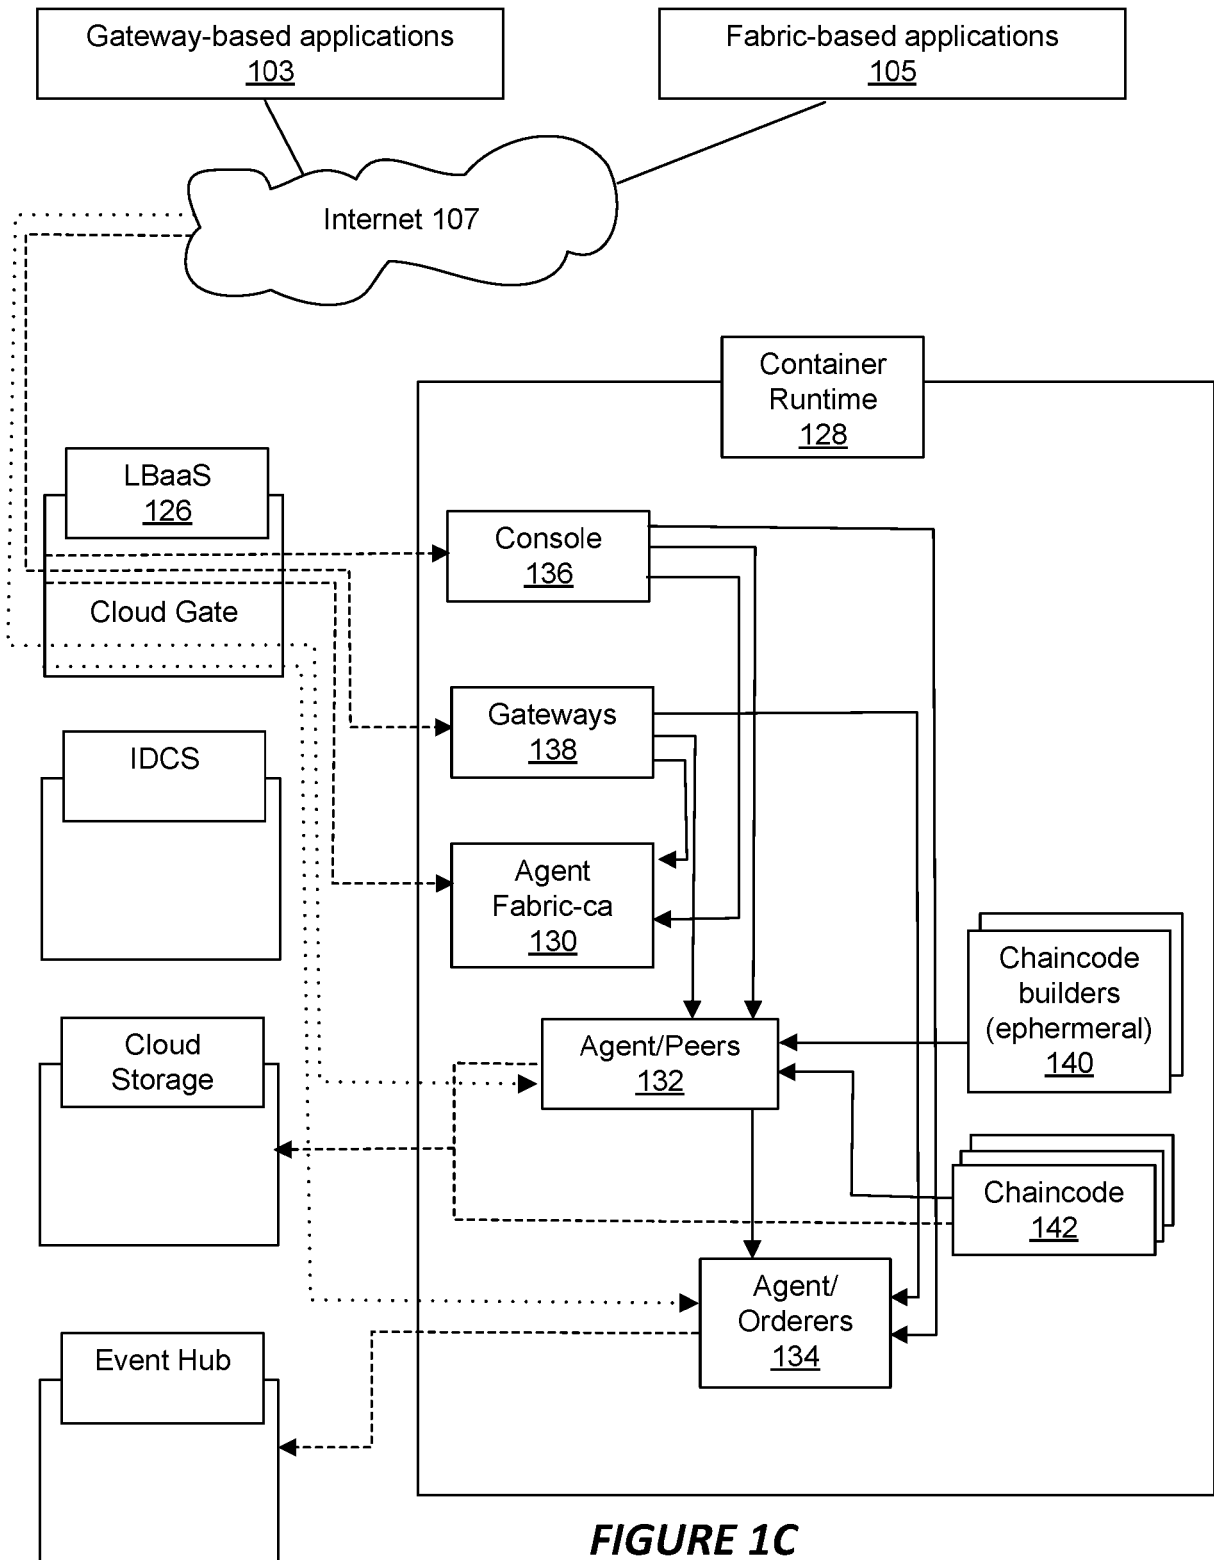 Gateway-based applications
103
Fabric-based applications
105
Internet 107
Container
Runtime
128
LBaaS
126
Cloud Gate
Console
136
Gateways
138
IDCS
Agent
Fabric-ca
130
Chaincode
builders
(ephemeral)
140
Cloud
Storage
Agent/Peers
132
Chaincode
142
Agent/
Orderers
134
Event Hub
FIGURE 1C